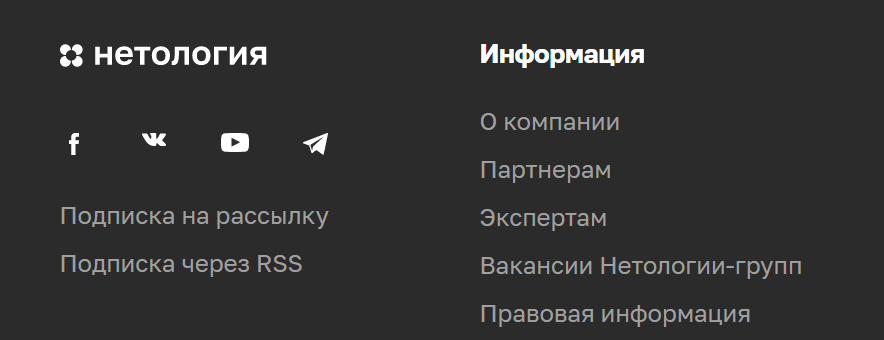 нетология
Подписка на рассылку
Подписка через RSS
Информация
О компании
Партнерам
Экспертам
Вакансии Нетологии-групп
Правовая информация